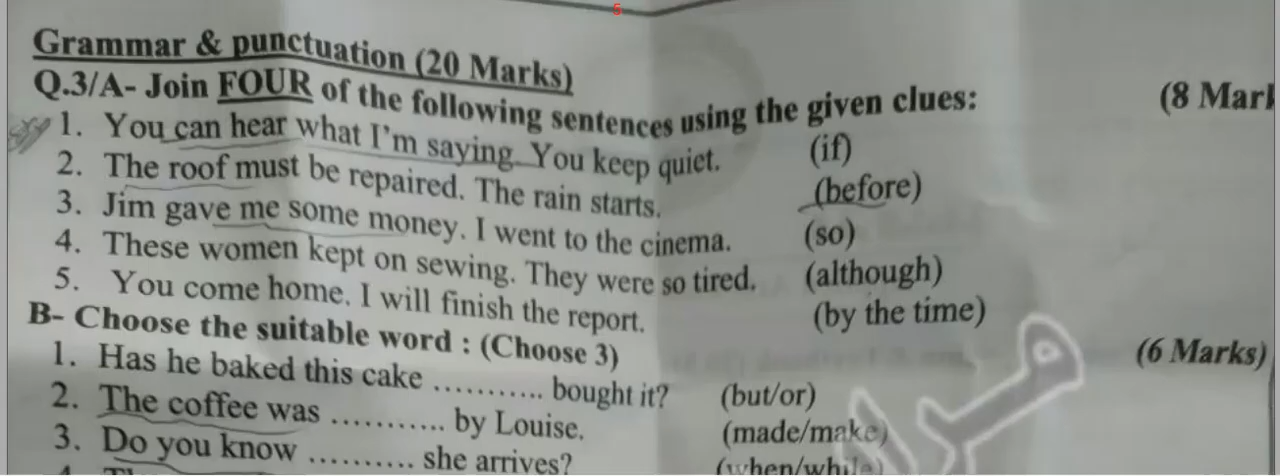 5
Grammar & punctuation (20 Marks)
Q.3/A- Join FOUR of the following sentences using the given clues: (8 Mark
1. You can hear what I'm saying. You keep quiet. (if)
2. The roof must be repaired. The rain starts. (before)
3. Jim gave me some money. I went to the cinema. (so)
4. These women kept on sewing. They were so tired. (although)
5. You come home. I will finish the report. (by the time)
B- Choose the suitable word : (Choose 3) (6 Marks)
1. Has he baked this cake ........... bought it? (but/or)
2. The coffee was ........... by Louise. (made/make)
3. Do you know .......... she arrives? (when/while)